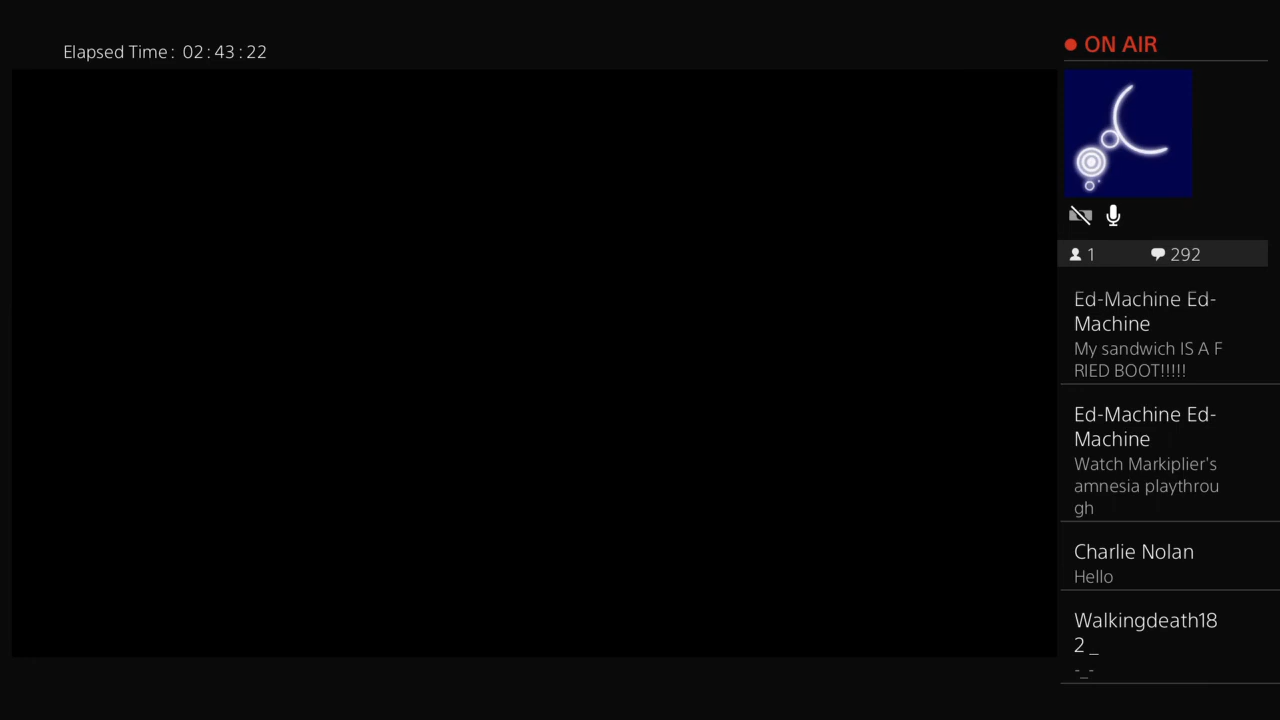 Elapsed Time: 02:43:22
ON AIR
1 292
Ed-Machine Ed-
Machine
My sandwich IS A F
RIED BOOT!!!!!
Ed-Machine Ed-
Machine
Watch Markiplier's
amnesia playthrou
gh
Charlie Nolan
Hello
Walkingdeath18
2 _
-_-